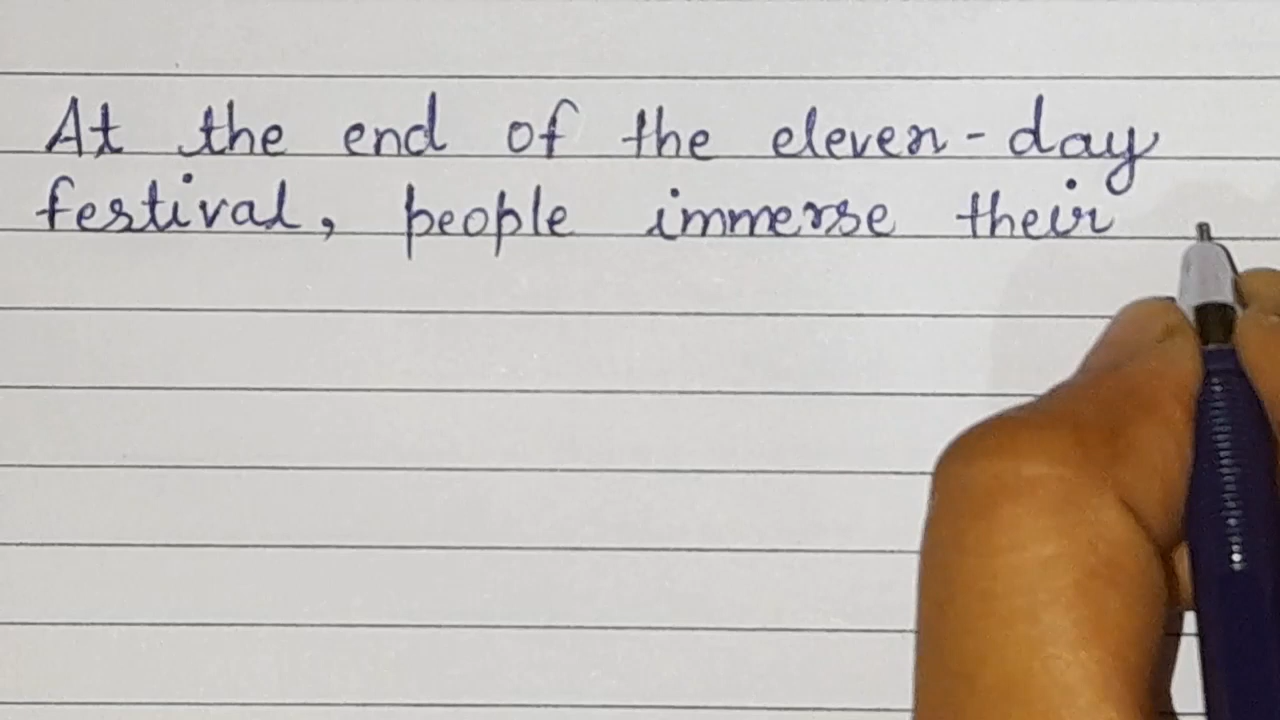 At the end of the eleven-day
festival, people immerse their